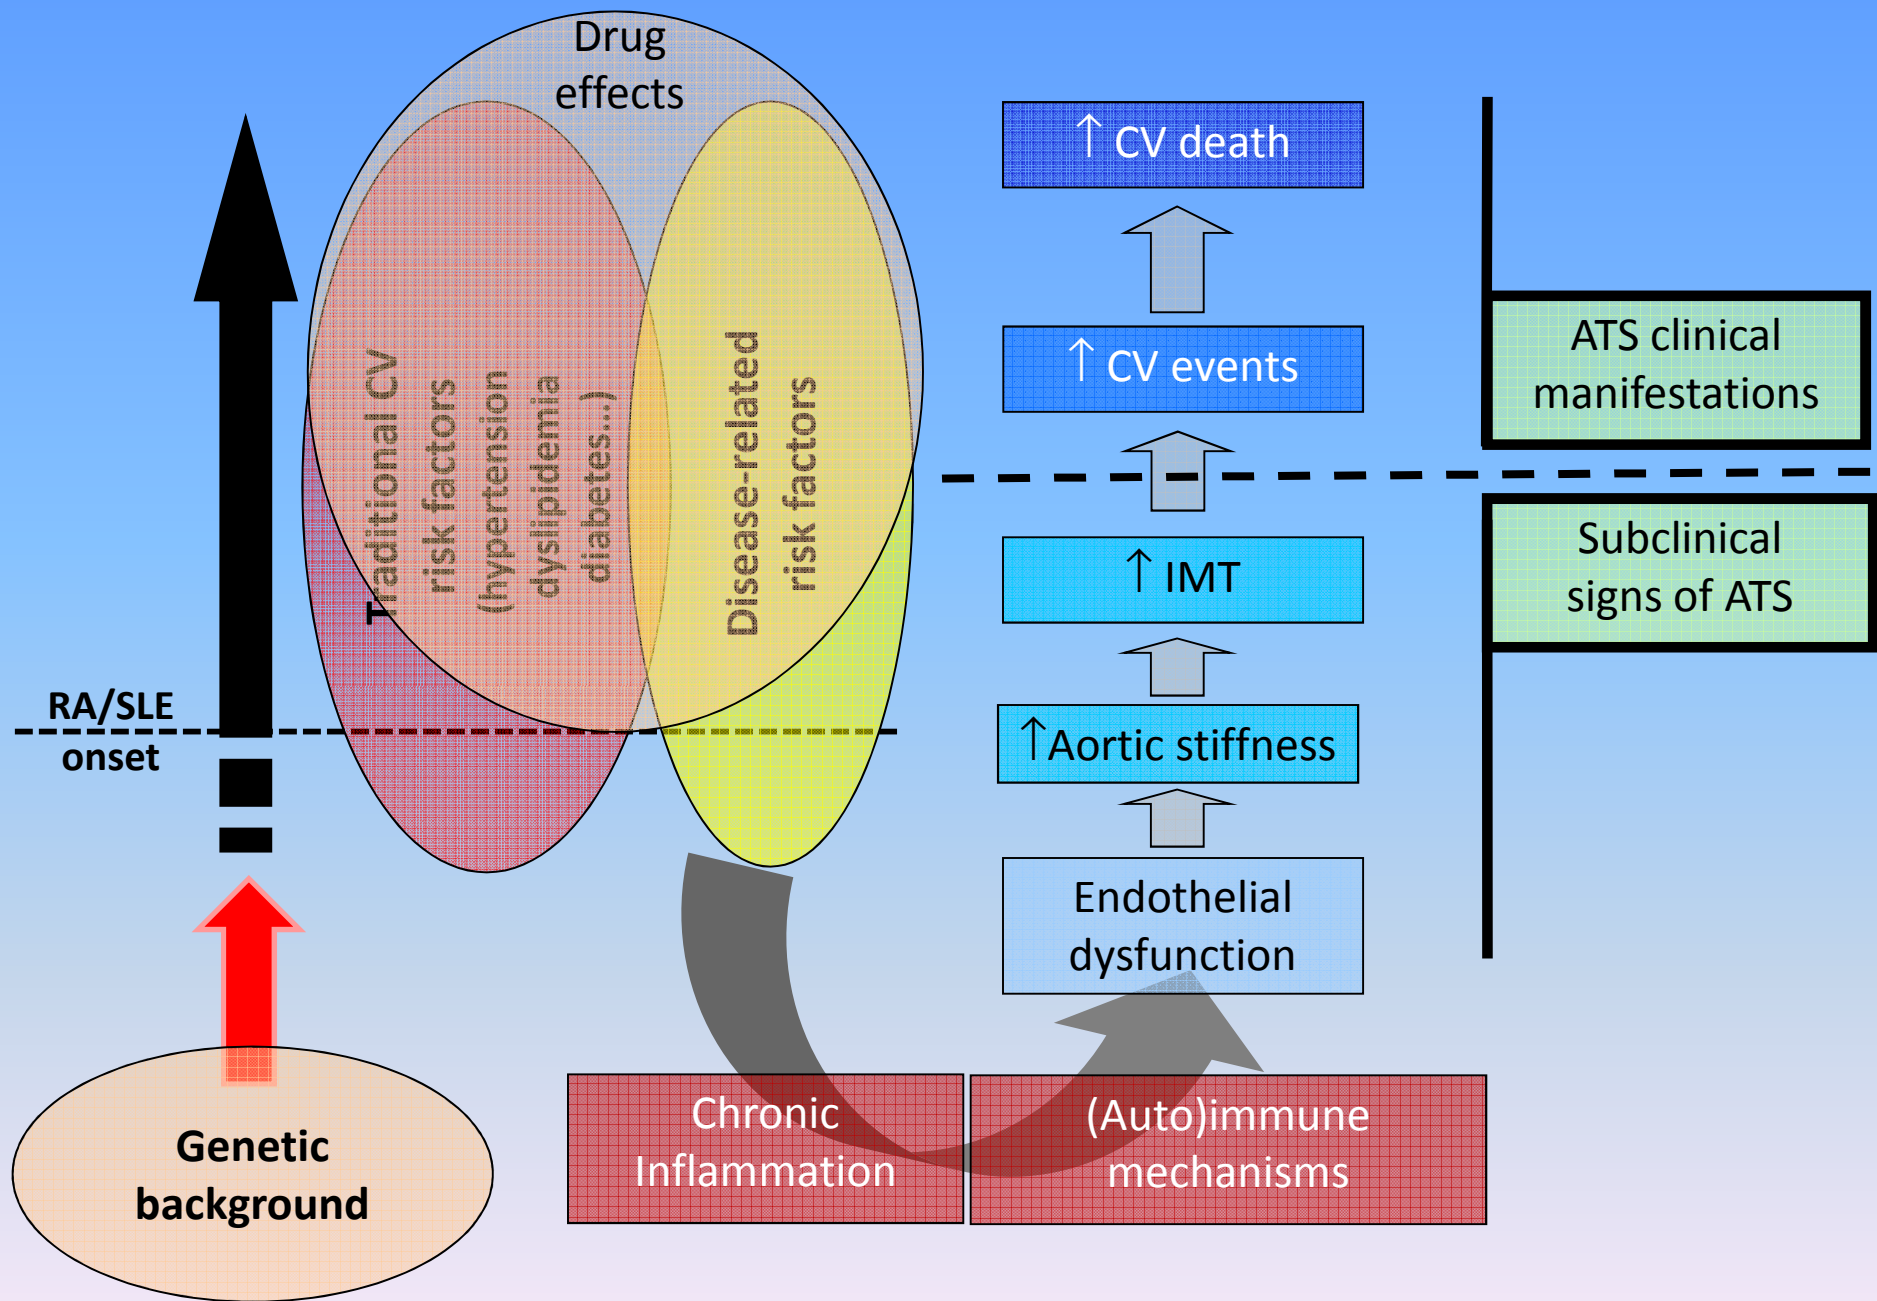 Drug
effects
Traditional CV
risk factors
(hypertension
dyslipidemia
diabetes...)
Disease-related
risk factors
RA/SLE
onset
Genetic
background
↑ CV death
↑ CV events
↑ IMT
↑Aortic stiffness
Endothelial
dysfunction
Chronic
Inflammation
(Auto)immune
mechanisms
ATS clinical
manifestations
Subclinical
signs of ATS